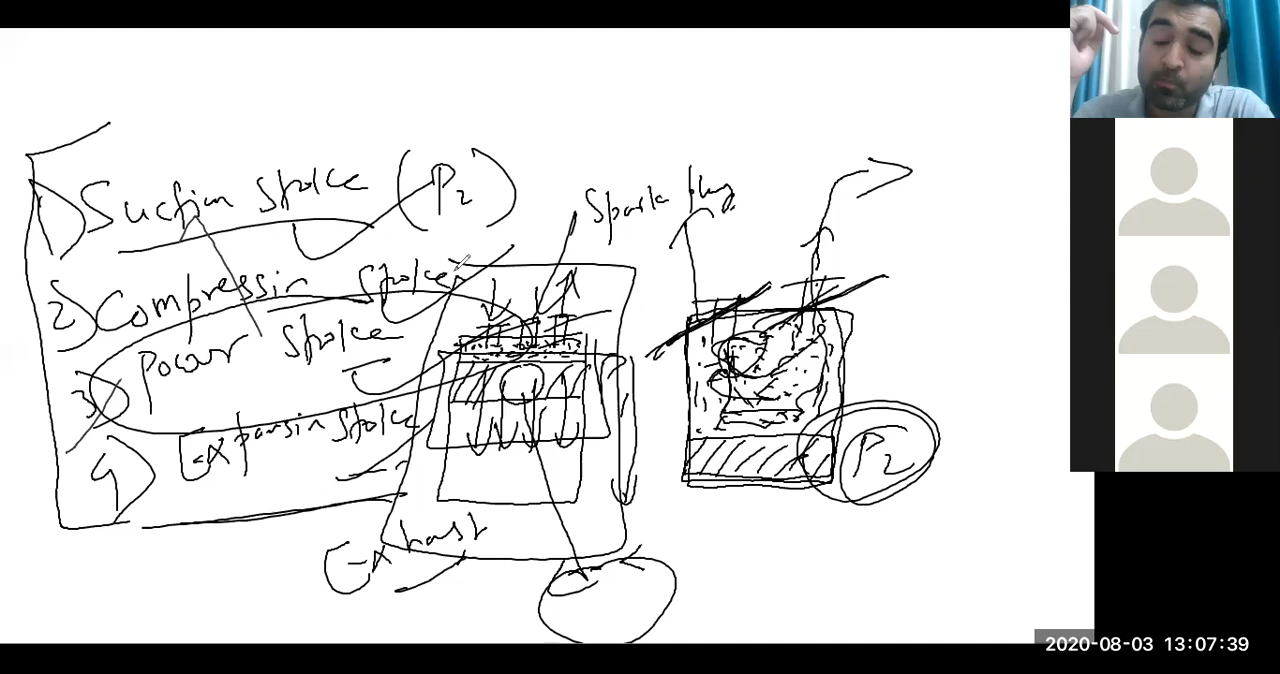 1) Suction Stroke (P2)
Spark plug
2) Compression Stroke
3) Power Stroke
4) Expansion Stroke
P2
Exhaust
2020-08-03 13:07:39